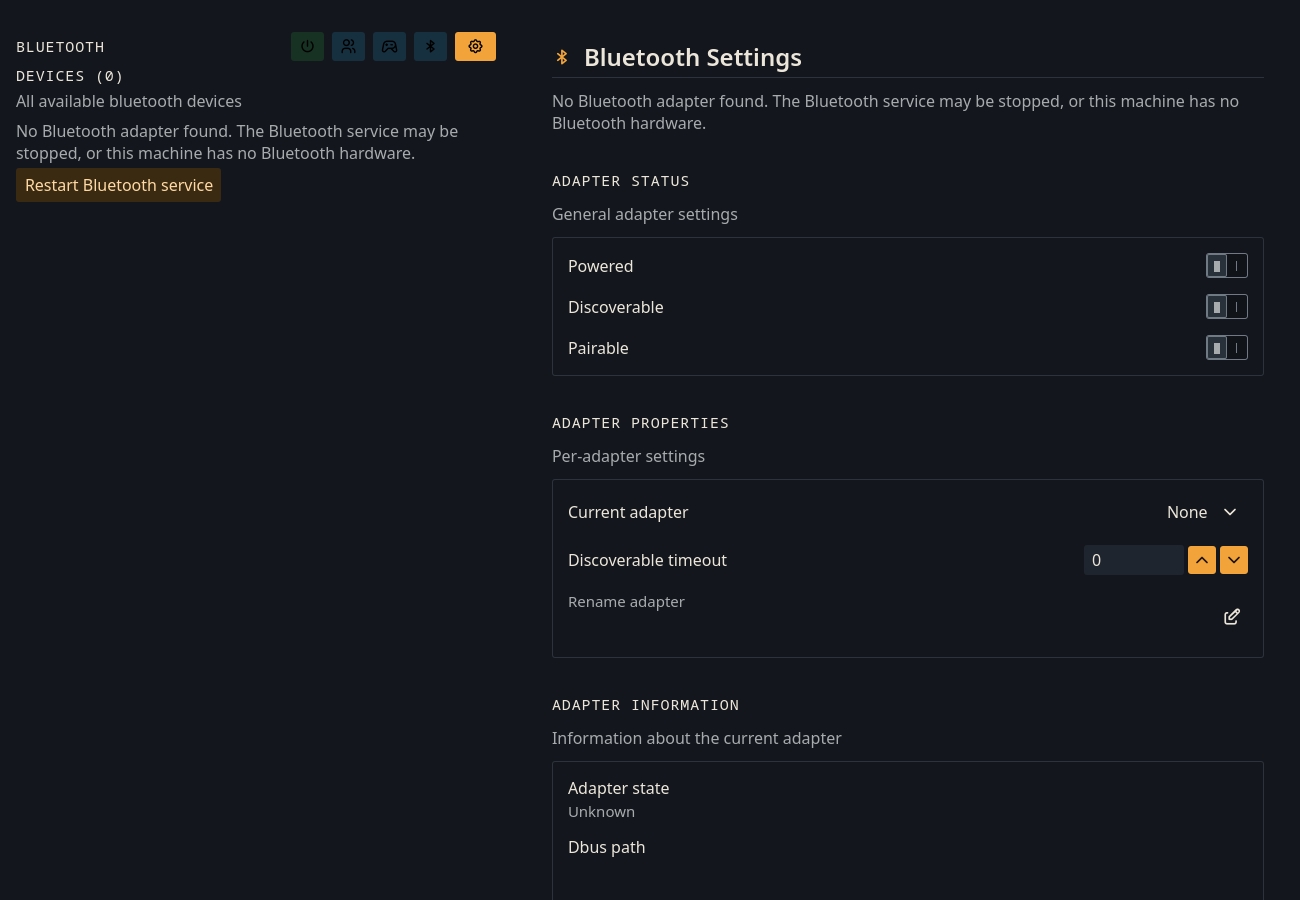 BLUETOOTH
DEVICES (0)
All available bluetooth devices
No Bluetooth adapter found. The Bluetooth service may be
stopped, or this machine has no Bluetooth hardware.
Restart Bluetooth service
Bluetooth Settings
No Bluetooth adapter found. The Bluetooth service may be stopped, or this machine has no
Bluetooth hardware.
ADAPTER STATUS
General adapter settings
Powered
Discoverable
Pairable
ADAPTER PROPERTIES
Per-adapter settings
Current adapter
None
Discoverable timeout
0
Rename adapter
ADAPTER INFORMATION
Information about the current adapter
Adapter state
Unknown
Dbus path